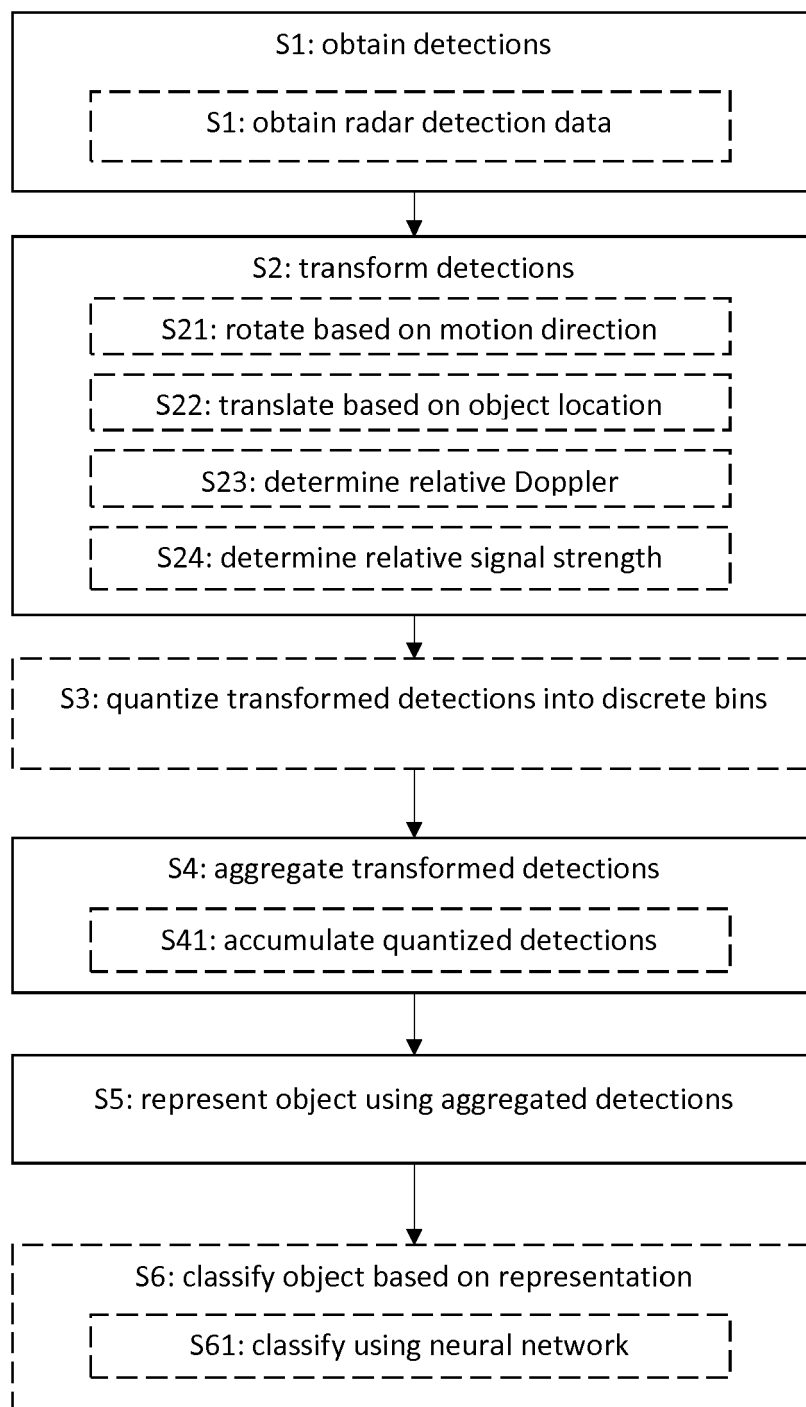 S1: obtain detections
S1: obtain radar detection data
S2: transform detections
S21: rotate based on motion direction
S22: translate based on object location
S23: determine relative Doppler
S24: determine relative signal strength
S3: quantize transformed detections into discrete bins
S4: aggregate transformed detections
S41: accumulate quantized detections
S5: represent object using aggregated detections
S6: classify object based on representation
S61: classify using neural network